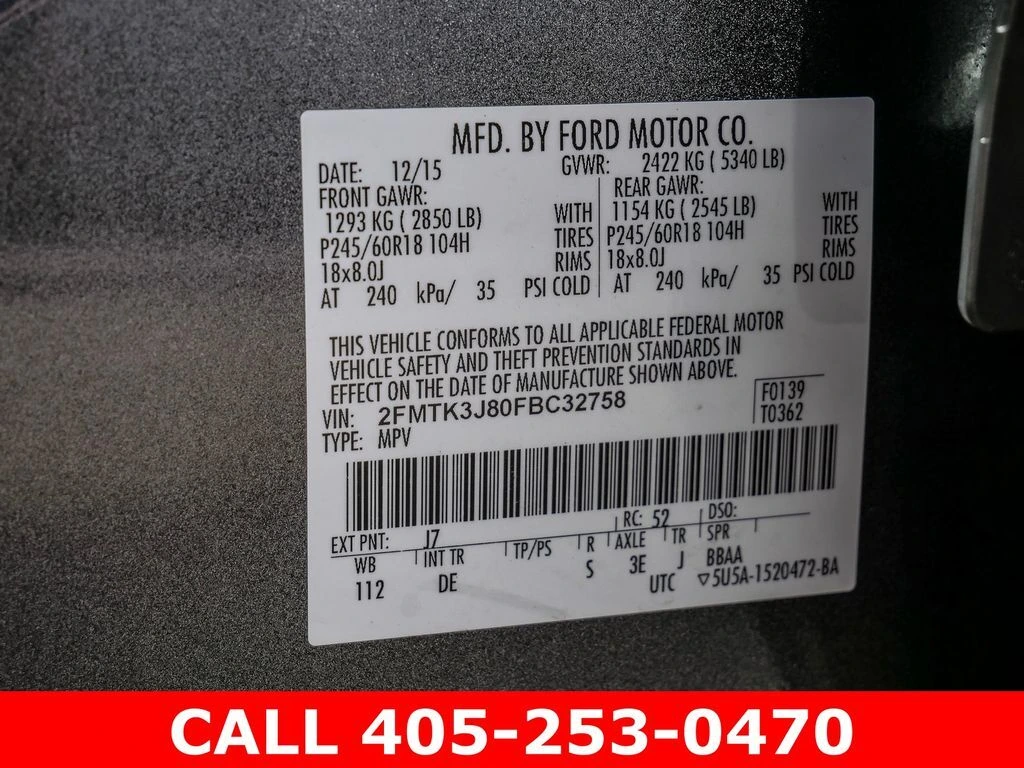 MFD. BY FORD MOTOR CO.
DATE: 12/15 GVWR: 2422 KG ( 5340 LB)
FRONT GAWR: REAR GAWR:
1293 KG ( 2850 LB) WITH 1154 KG ( 2545 LB) WITH
P245/60R18 104H TIRES P245/60R18 104H TIRES
18x8.0J RIMS 18x8.0J RIMS
AT 240 kPa/ 35 PSI COLD AT 240 kPa/ 35 PSI COLD
THIS VEHICLE CONFORMS TO ALL APPLICABLE FEDERAL MOTOR
VEHICLE SAFETY AND THEFT PREVENTION STANDARDS IN
EFFECT ON THE DATE OF MANUFACTURE SHOWN ABOVE.
VIN: 2FMTK3J80FBC32758 F0139
TYPE: MPV T0362
EXT PNT: J7 RC: 52 DSO:
WB INT TR TP/PS R AXLE TR SPR
112 DE S 3E J BBAA
UTC ▽5U5A-1520472-BA
CALL 405-253-0470